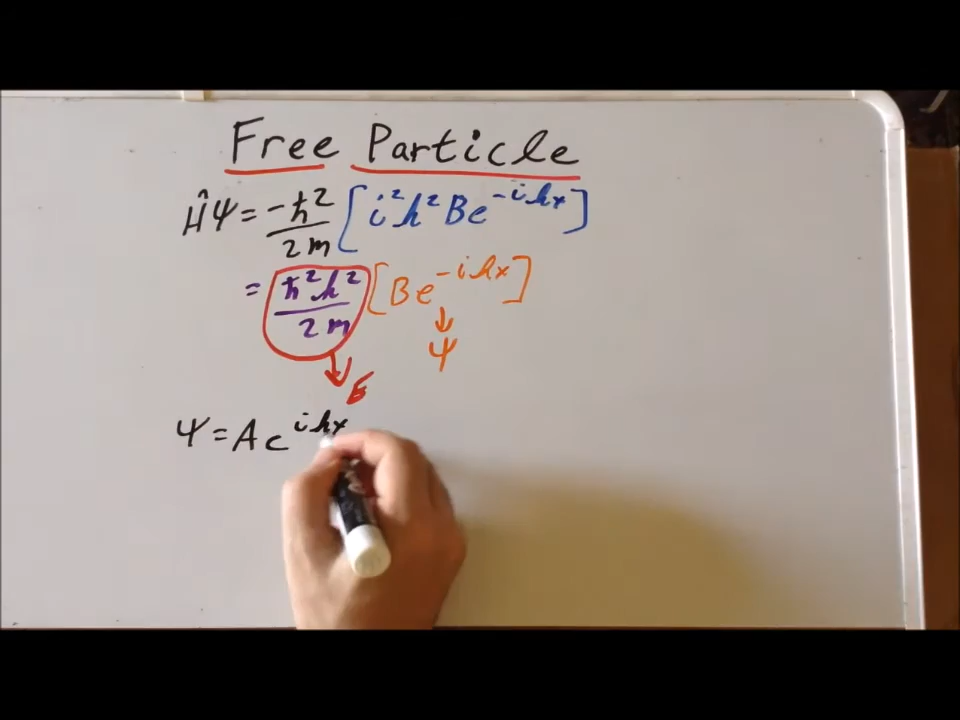 Free Particle
ĤΨ = -ħ²/2m [i²k²Be^-ikx]
= ħ²k²/2m [Be^-ikx]
↓ Ψ
↓ E
Ψ = Ae^ikx